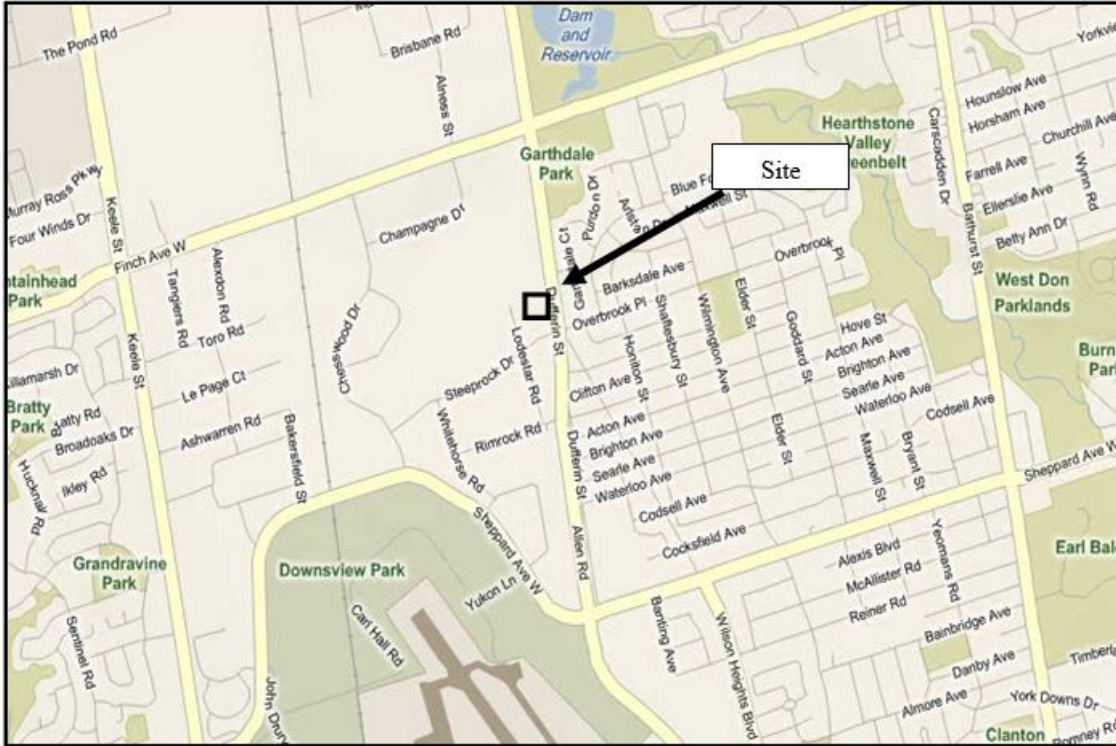 The Pond Rd
Brisbane Rd
Alness St
Dam
and
Reservoir
Hounslow Ave
Horsham Ave
Churchill Ave
Carscadden Dr
Hearthstone
Valley
Garthdale
Park
Farrell Ave
Wynn Rd
Ellerslie Ave
Betty Ann Dr
Bathurst St
Site
Maxwell St
Purdon Dr
Murray Ross Pkwy
Four Winds Dr
Keele St
Finch Ave W
Champagne Dr
Park
Tangiers Rd
Alexdon Rd
Toro Rd
Chesswood Dr
Overbrook Pl
Barksdale Ave
West Don
Parklands
Dufferin St
Overbrook Pl
Shaftesbury St
Wilmington Ave
Elder St
Goddard St
Hove St
Acton Ave
Brighton Ave
Searle Ave
Waterloo Ave
Codsell Ave
Keele St
Le Page Ct
Lodestar Rd
Steeprock Dr
Honiton St
Clifton Ave
Bratty
Park
Broadoaks Dr
Ashwarren Rd
Bakersfield St
Whitehorse Rd
Rimrock Rd
Dufferin St
Acton Ave
Brighton Ave
Searle Ave
Waterloo Ave
Elder St
Maxwell St
Bryant St
Sheppard Ave W
Ikley Rd
Codsell Ave
Cocksfield Ave
Sheppard Ave W
Allen Rd
Grandravine
Park
Downsview Park
Yukon Ln
Carl Hall Rd
Alexis Blvd
McAllister Rd
Reiner Rd
Yeomans Rd
Banting Ave
Wilson Heights Blvd
Bainbridge Ave
Sentinel Rd
Danby Ave
Almore Ave
York Downs Dr
Clanton